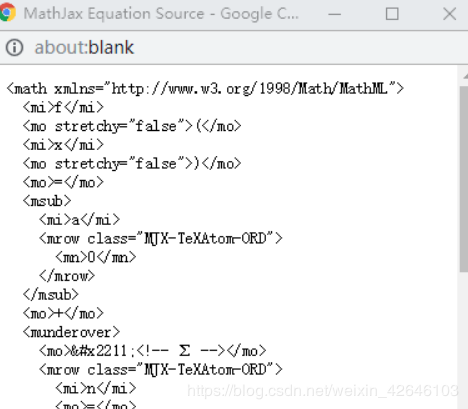 MathJax Equation Source - Google C...
about:blank
<math xmlns="http://www.w3.org/1998/Math/MathML">
  <mi>f</mi>
  <mo stretchy="false">(</mo>
  <mi>x</mi>
  <mo stretchy="false">)</mo>
  <mo>=</mo>
  <msub>
    <mi>a</mi>
    <mrow class="MJX-TeXAtom-ORD">
      <mn>0</mn>
    </mrow>
  </msub>
  <mo>+</mo>
  <munderover>
    <mo>&#x2211;<!-- Σ --></mo>
    <mrow class="MJX-TeXAtom-ORD">
      <mi>n</mi>
      <mo>=</mo>
https://blog.csdn.net/weixin_42646103